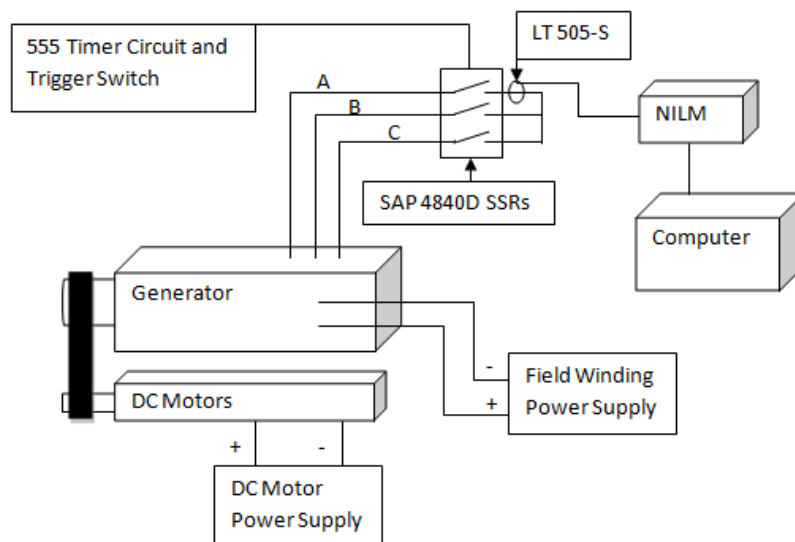 555 Timer Circuit and
Trigger Switch
LT 505-S
A
B
C
NILM
SAP 4840D SSRs
Computer
Generator
-
+
Field Winding
Power Supply
DC Motors
+ -
DC Motor
Power Supply